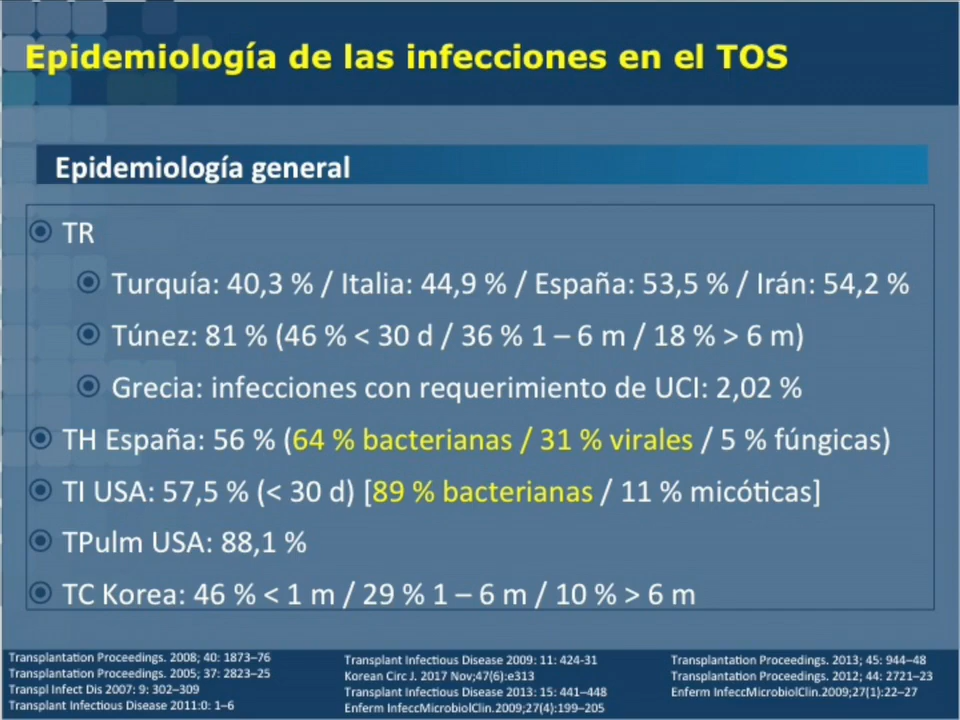 Epidemiología de las infecciones en el TOS
Epidemiología general
TR
Turquía: 40,3 % / Italia: 44,9 % / España: 53,5 % / Irán: 54,2 %
Túnez: 81 % (46 % < 30 d / 36 % 1 – 6 m / 18 % > 6 m)
Grecia: infecciones con requerimiento de UCI: 2,02 %
TH España: 56 % (64 % bacterianas / 31 % virales / 5 % fúngicas)
TI USA: 57,5 % (< 30 d) [89 % bacterianas / 11 % micóticas]
TPulm USA: 88,1 %
TC Korea: 46 % < 1 m / 29 % 1 – 6 m / 10 % > 6 m
Transplantation Proceedings. 2008; 40: 1873–76
Transplantation Proceedings. 2005; 37: 2823–25
Transpl Infect Dis 2007: 9: 302–309
Transplant Infectious Disease 2011:0: 1–6
Transplant Infectious Disease 2009: 11: 424-31
Korean Circ J. 2017 Nov;47(6):e313
Transplant Infectious Disease 2013: 15: 441–448
Enferm InfeccMicrobiolClin.2009;27(4):199–205
Transplantation Proceedings. 2013; 45: 944–48
Transplantation Proceedings. 2012; 44: 2721–23
Enferm InfeccMicrobiolClin.2009;27(1):22–27